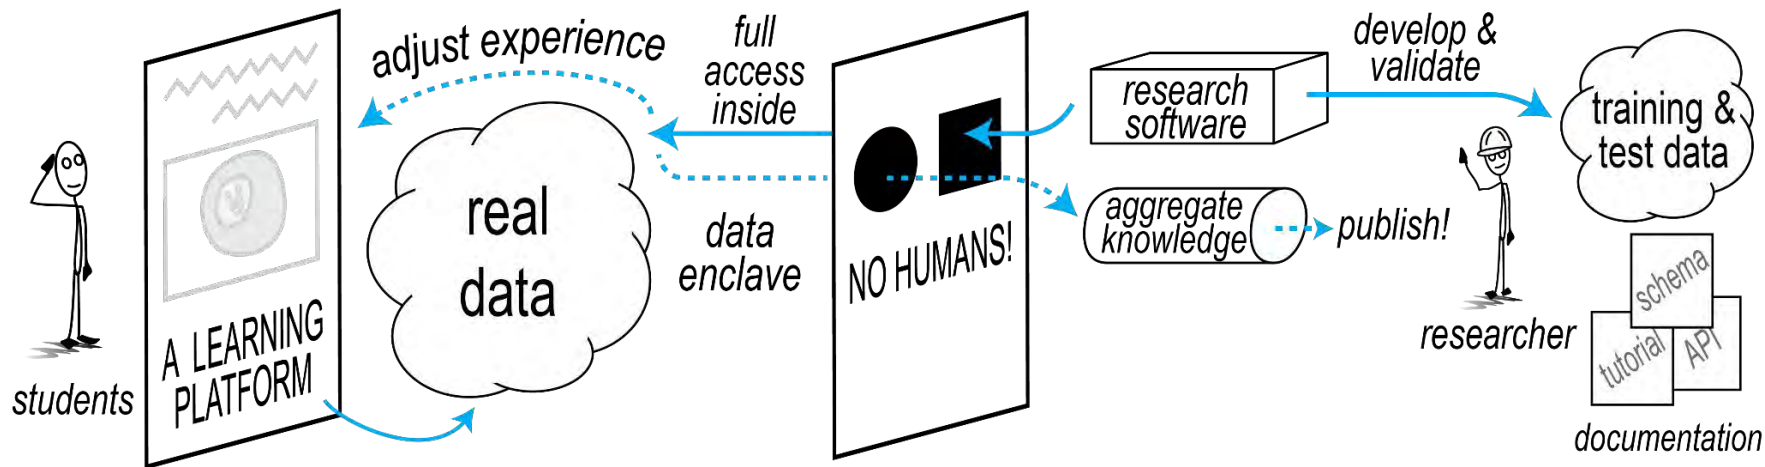 students
A LEARNING
PLATFORM
adjust experience
real
data
full
access
inside
data
enclave
NO HUMANS!
research
software
aggregate
knowledge
publish!
develop &
validate
training &
test data
researcher
schema
tutorial
API
documentation